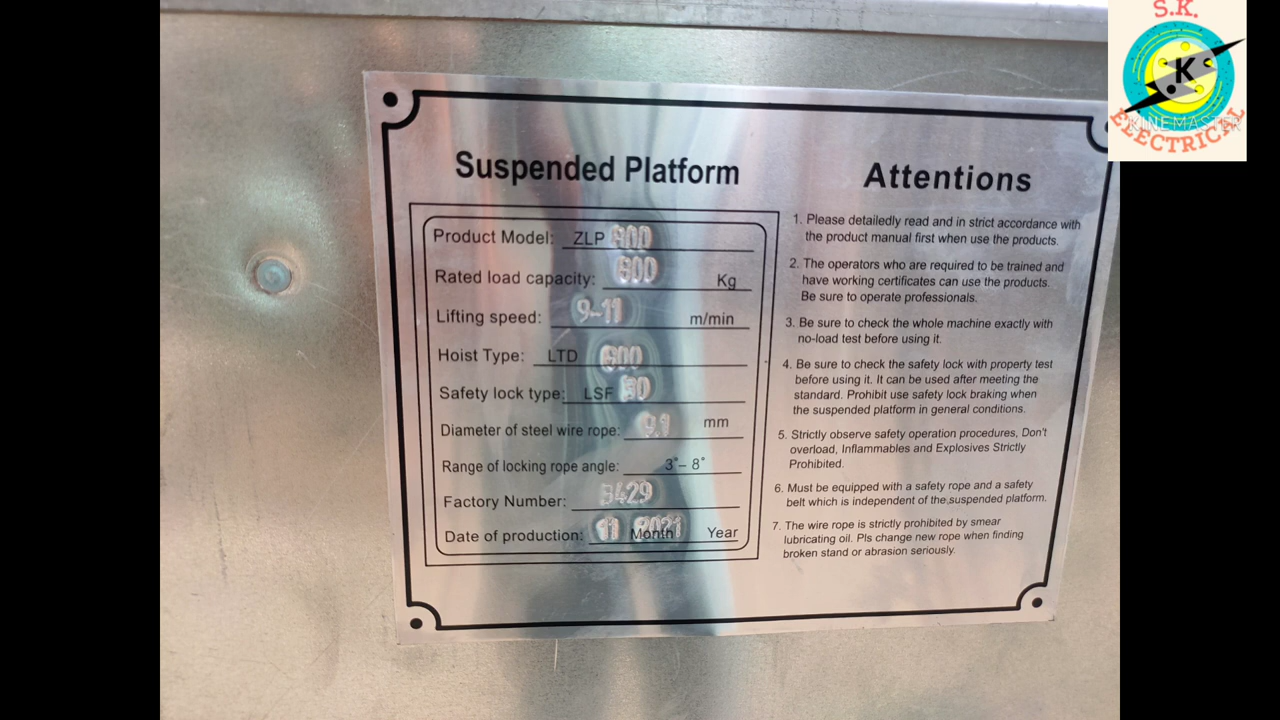 S.K.
K
KINEMASTER
ELECTRICAL
Suspended Platform
Product Model: ZLP
Rated load capacity: Kg
Lifting speed: 9~11 m/min
Hoist Type: LTD
Safety lock type: LSF 30
Diameter of steel wire rope: 9.1 mm
Range of locking rope angle: 3°– 8°
Factory Number: 3429
Date of production: 11 Month 2021 Year
Attentions
1. Please detailedly read and in strict accordance with
the product manual first when use the products.
2. The operators who are required to be trained and
have working certificates can use the products.
Be sure to operate professionals.
3. Be sure to check the whole machine exactly with
no-load test before using it.
4. Be sure to check the safety lock with property test
before using it. It can be used after meeting the
standard. Prohibit use safety lock braking when
the suspended platform in general conditions.
5. Strictly observe safety operation procedures, Don't
overload, Inflammables and Explosives Strictly
Prohibited.
6. Must be equipped with a safety rope and a safety
belt which is independent of the suspended platform.
7. The wire rope is strictly prohibited by smear
lubricating oil. Pls change new rope when finding
broken stand or abrasion seriously.